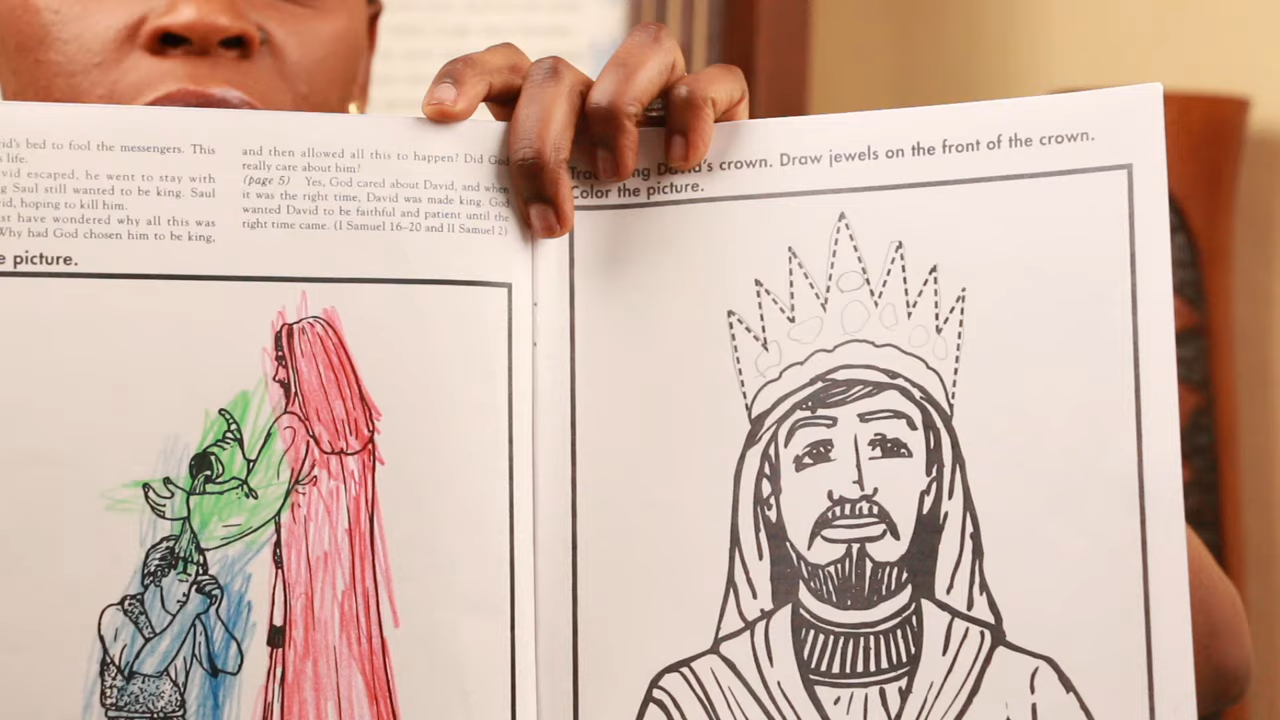 id's bed to fool the messengers. This
s life.
vid escaped, he went to stay with
g Saul still wanted to be king. Saul
id, hoping to kill him.
st have wondered why all this was
Why had God chosen him to be king,
and then allowed all this to happen? Did God
really care about him?
(page 5) Yes, God cared about David, and when
it was the right time, David was made king. God
wanted David to be faithful and patient until the
right time came. (I Samuel 16–20 and II Samuel 2)
e picture.
David's crown. Draw jewels on the front of the crown.
Color the picture.